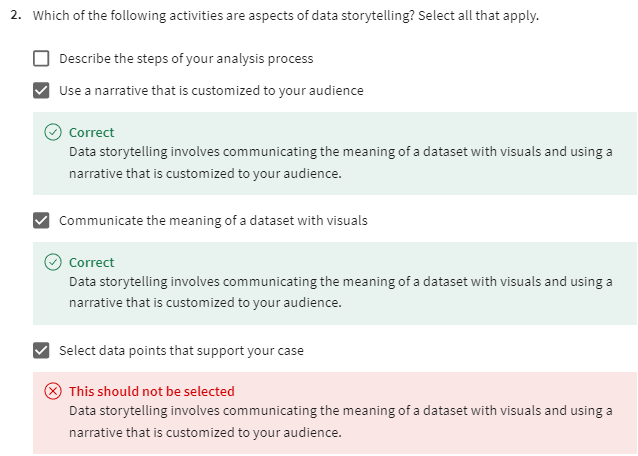 2. Which of the following activities are aspects of data storytelling? Select all that apply.
Describe the steps of your analysis process
Use a narrative that is customized to your audience
Correct
Data storytelling involves communicating the meaning of a dataset with visuals and using a
narrative that is customized to your audience.
Communicate the meaning of a dataset with visuals
Correct
Data storytelling involves communicating the meaning of a dataset with visuals and using a
narrative that is customized to your audience.
Select data points that support your case
This should not be selected
Data storytelling involves communicating the meaning of a dataset with visuals and using a
narrative that is customized to your audience.